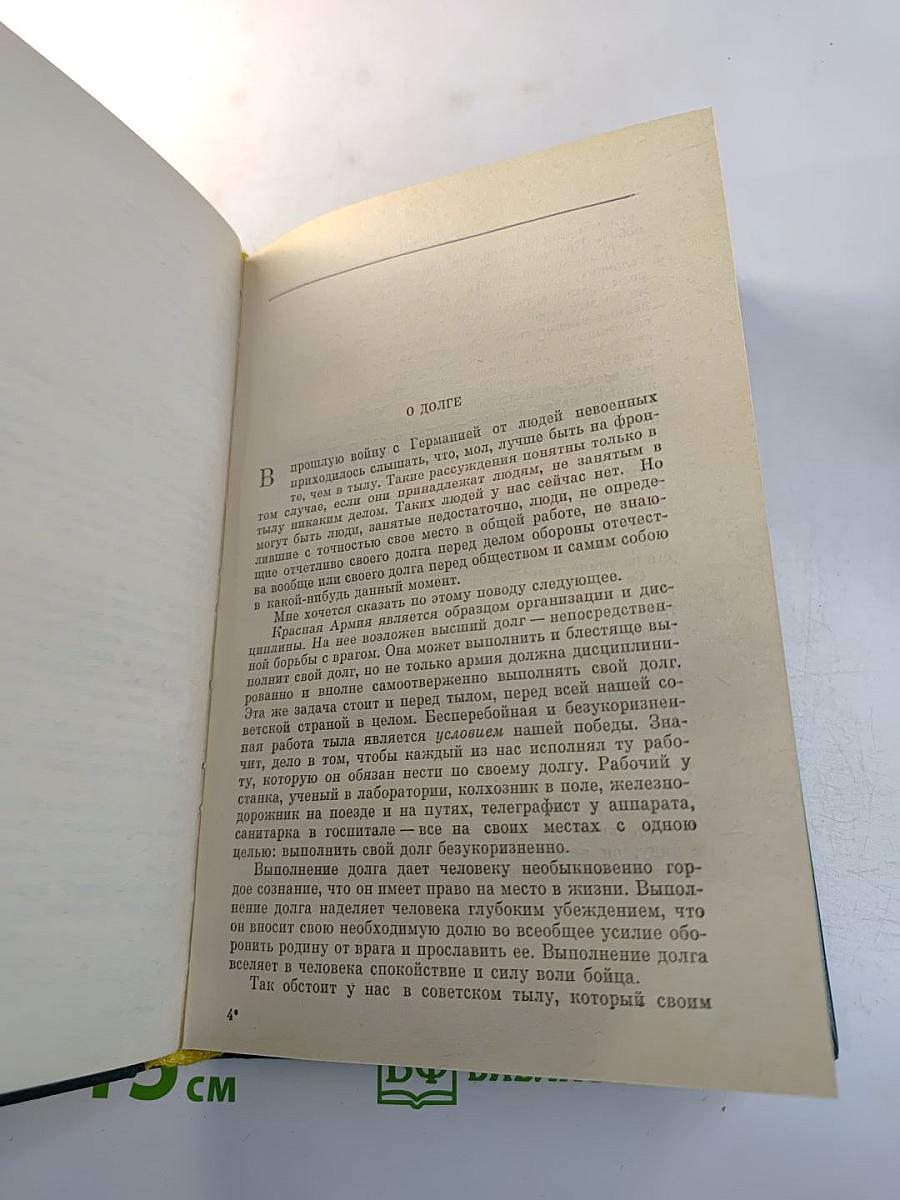 О ДОЛГЕ
В прошлую войну с Германией от людей невоенных
приходилось слышать, что, мол, лучше быть на фрон-
те, чем в тылу. Такие рассуждения понятны только в
том случае, если они принадлежат людям, не занятым в
тылу никаким делом. Таких людей у нас сейчас нет. Но
могут быть люди, занятые недостаточно, люди, не опреде-
лившие с точностью свое место в общей работе, не знаю-
щие отчетливо своего долга перед делом обороны отечест-
ва вообще или своего долга перед обществом и самим собою
в какой-нибудь данный момент.
Мне хочется сказать по этому поводу следующее.
Красная Армия является образцом организации и дис-
циплины. На нее возложен высший долг — непосредствен-
ной борьбы с врагом. Она может выполнить и блестяще вы-
полнит свой долг, но не только армия должна дисциплини-
рованно и вполне самоотверженно выполнять свой долг.
Эта же задача стоит и перед тылом, перед всей нашей со-
ветской страной в целом. Бесперебойная и безукоризнен-
ная работа тыла является условием нашей победы. Зна-
чит, дело в том, чтобы каждый из нас исполнял ту рабо-
ту, которую он обязан нести по своему долгу. Рабочий у
станка, ученый в лаборатории, колхозник в поле, железно-
дорожник на поезде и на путях, телеграфист у аппарата,
санитарка в госпитале — все на своих местах с одною
целью: выполнить свой долг безукоризненно.
Выполнение долга дает человеку необыкновенно гор-
дое сознание, что он имеет право на место в жизни. Выпол-
нение долга наделяет человека глубоким убеждением, что
он вносит свою необходимую долю во всеобщее усилие обо-
ронить родину от врага и прославить ее. Выполнение долга
вселяет в человека спокойствие и силу воли бойца.
Так обстоит у нас в советском тылу, который своим
4*
15 см